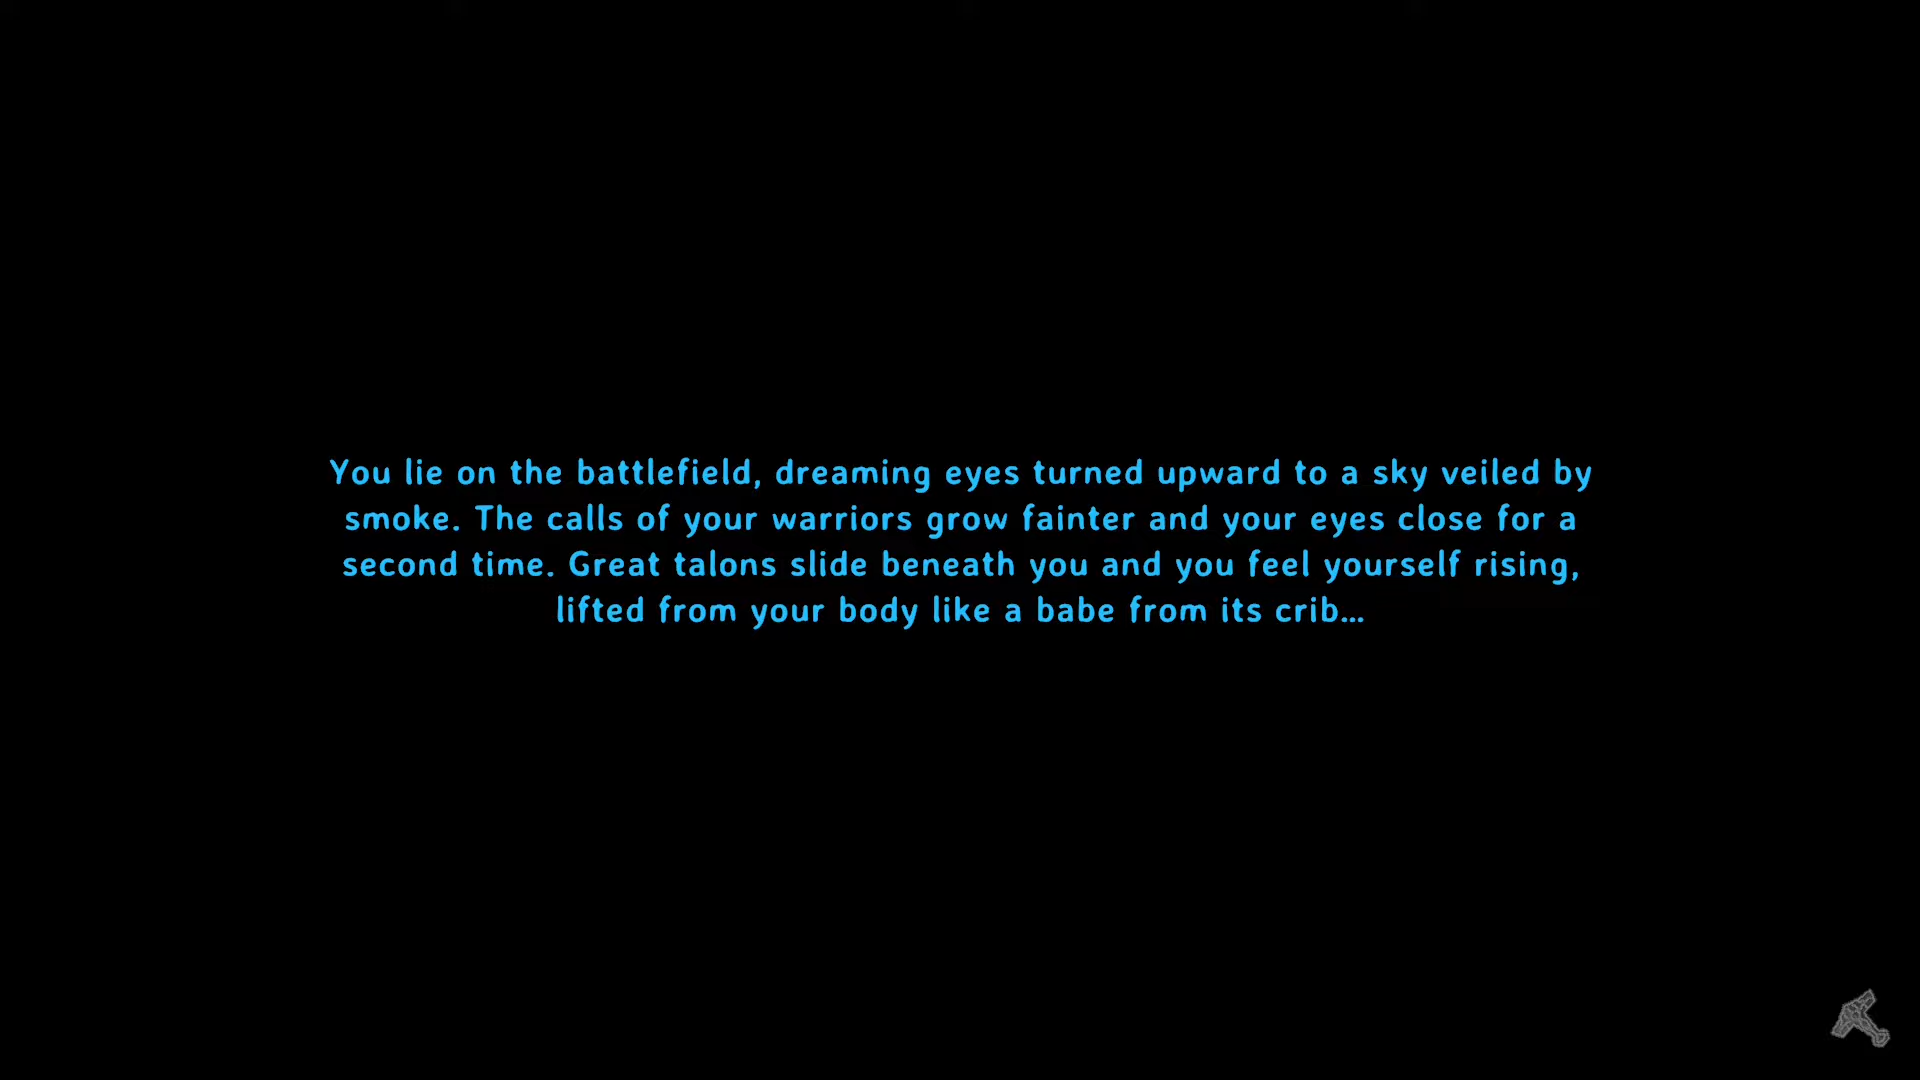 You lie on the battlefield, dreaming eyes turned upward to a sky veiled by
smoke. The calls of your warriors grow fainter and your eyes close for a
second time. Great talons slide beneath you and you feel yourself rising,
lifted from your body like a babe from its crib...